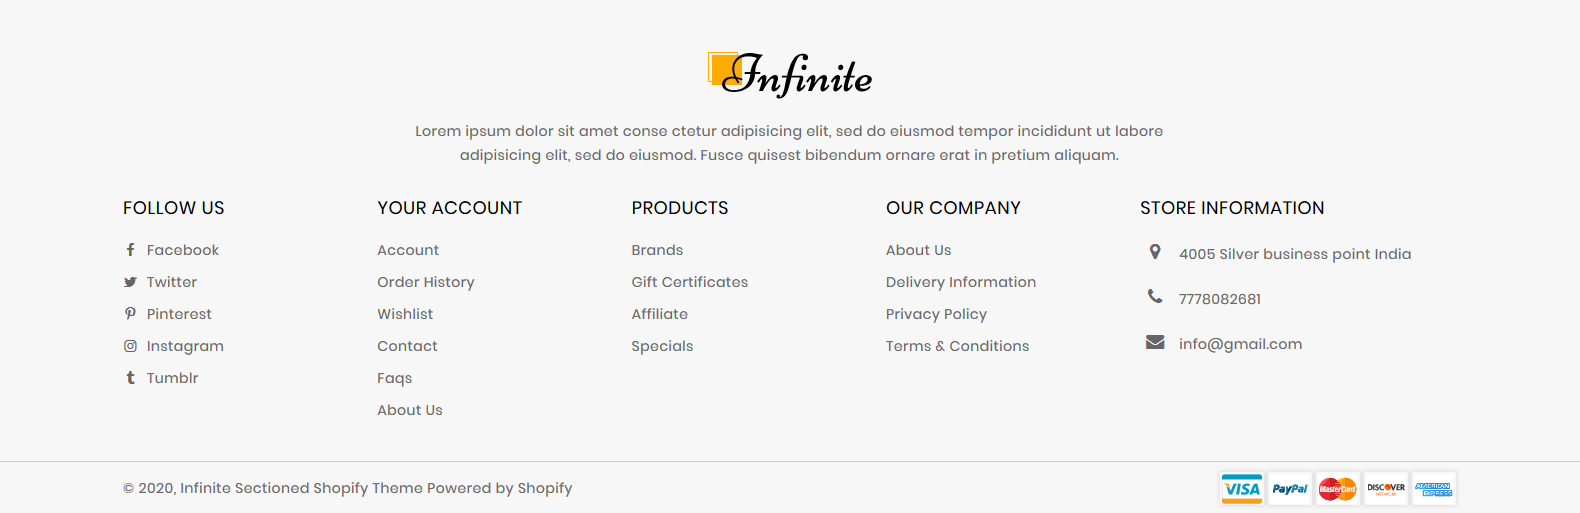 Infinite
Lorem ipsum dolor sit amet conse ctetur adipisicing elit, sed do eiusmod tempor incididunt ut labore
adipisicing elit, sed do eiusmod. Fusce quisest bibendum ornare erat in pretium aliquam.
FOLLOW US
Facebook
Twitter
Pinterest
Instagram
Tumblr
YOUR ACCOUNT
Account
Order History
Wishlist
Contact
Faqs
About Us
PRODUCTS
Brands
Gift Certificates
Affiliate
Specials
OUR COMPANY
About Us
Delivery Information
Privacy Policy
Terms & Conditions
STORE INFORMATION
4005 Silver business point India
7778082681
info@gmail.com
© 2020, Infinite Sectioned Shopify Theme Powered by Shopify
VISA
PayPal
MasterCard
DISCOVER
NETWORK
AMERICAN
EXPRESS